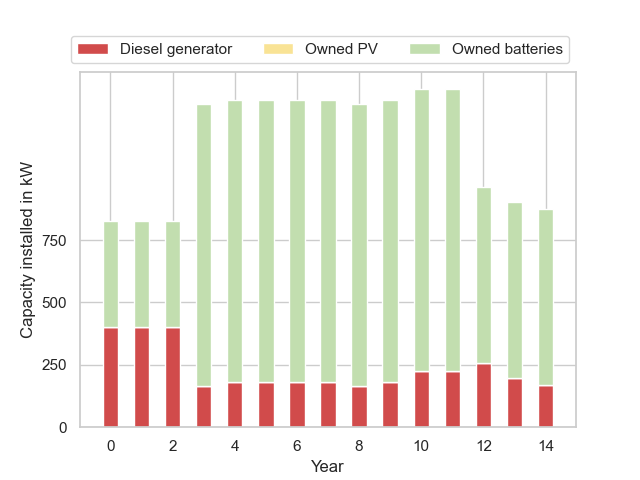 Diesel generator Owned PV Owned batteries
Capacity installed in kW
750
500
250
0
0 2 4 6 8 10 12 14
Year